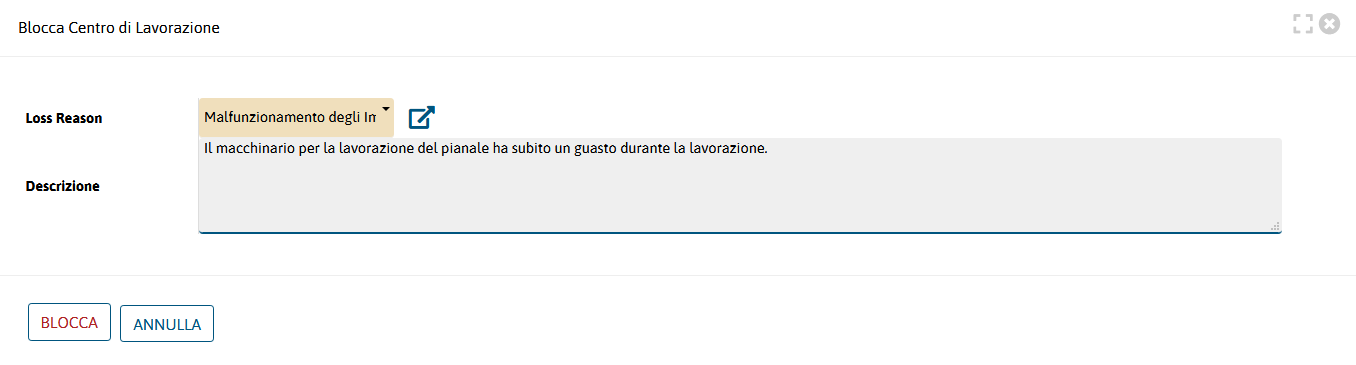 Blocca Centro di Lavorazione
Loss Reason
Malfunzionamento degli
Il macchinario per la lavorazione del pianale ha subito un guasto durante la lavorazione.
Descrizione
BLOCCA
ANNULLA